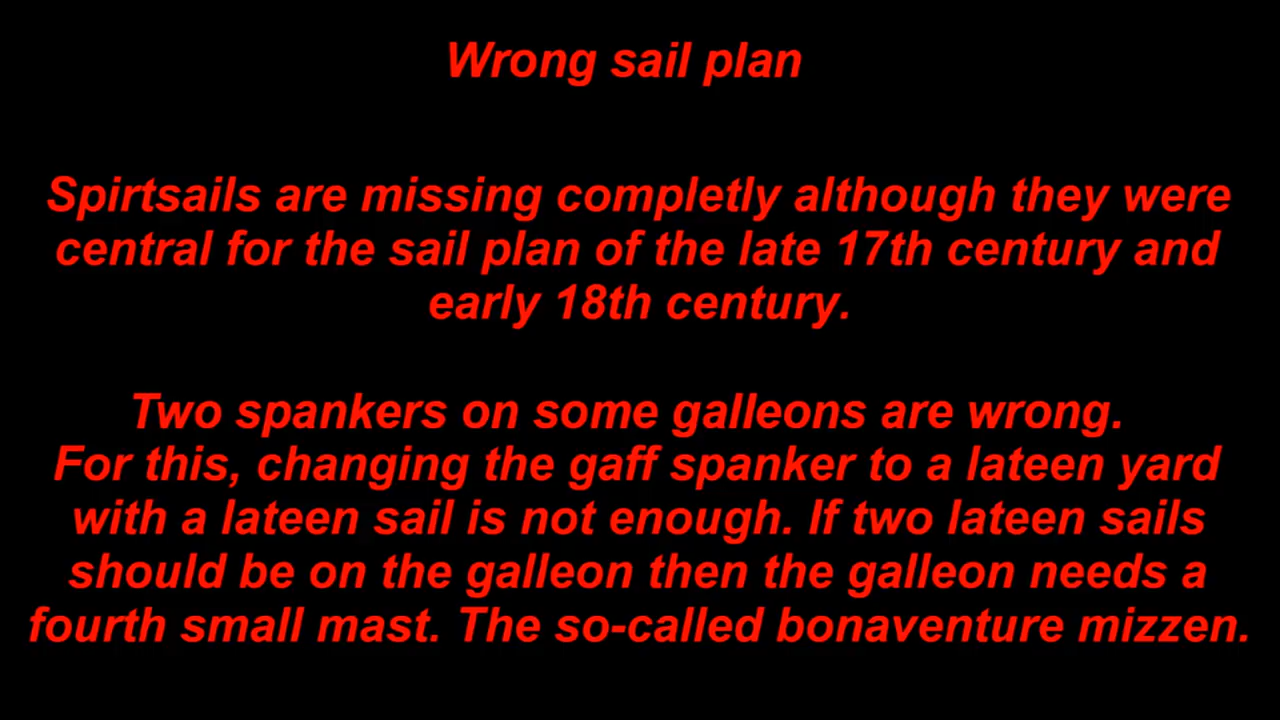 Wrong sail plan
Spirtsails are missing completly although they were
central for the sail plan of the late 17th century and
early 18th century.
Two spankers on some galleons are wrong.
For this, changing the gaff spanker to a lateen yard
with a lateen sail is not enough. If two lateen sails
should be on the galleon then the galleon needs a
fourth small mast. The so-called bonaventure mizzen.